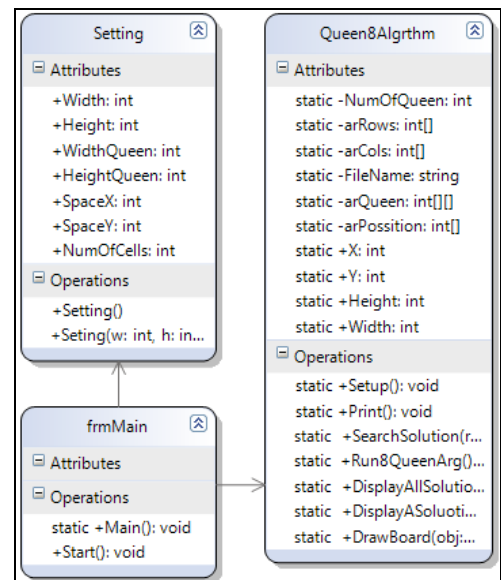 Setting
Attributes
+Width: int
+Height: int
+WidthQueen: int
+HeightQueen: int
+SpaceX: int
+SpaceY: int
+NumOfCells: int
Operations
+Setting()
+Seting(w: int, h: in...
frmMain
Attributes
Operations
static +Main(): void
+Start(): void
Queen8Algrthm
Attributes
static -NumOfQueen: int
static -arRows: int[]
static -arCols: int[]
static -FileName: string
static -arQueen: int[][]
static -arPossition: int[]
static +X: int
static +Y: int
static +Height: int
static +Width: int
Operations
static +Setup(): void
static +Print(): void
static +SearchSolution(r...
static +Run8QueenArg()...
static +DisplayAllSolutio...
static +DisplayASoluoti...
static +DrawBoard(obj:...